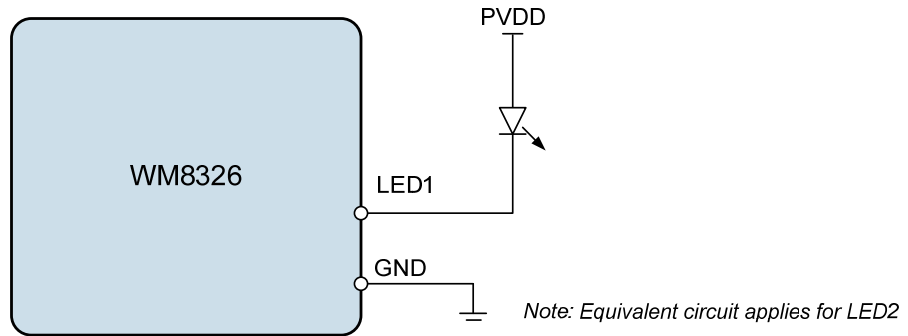 PVDD
WM8326
LED1
GND
Note: Equivalent circuit applies for LED2